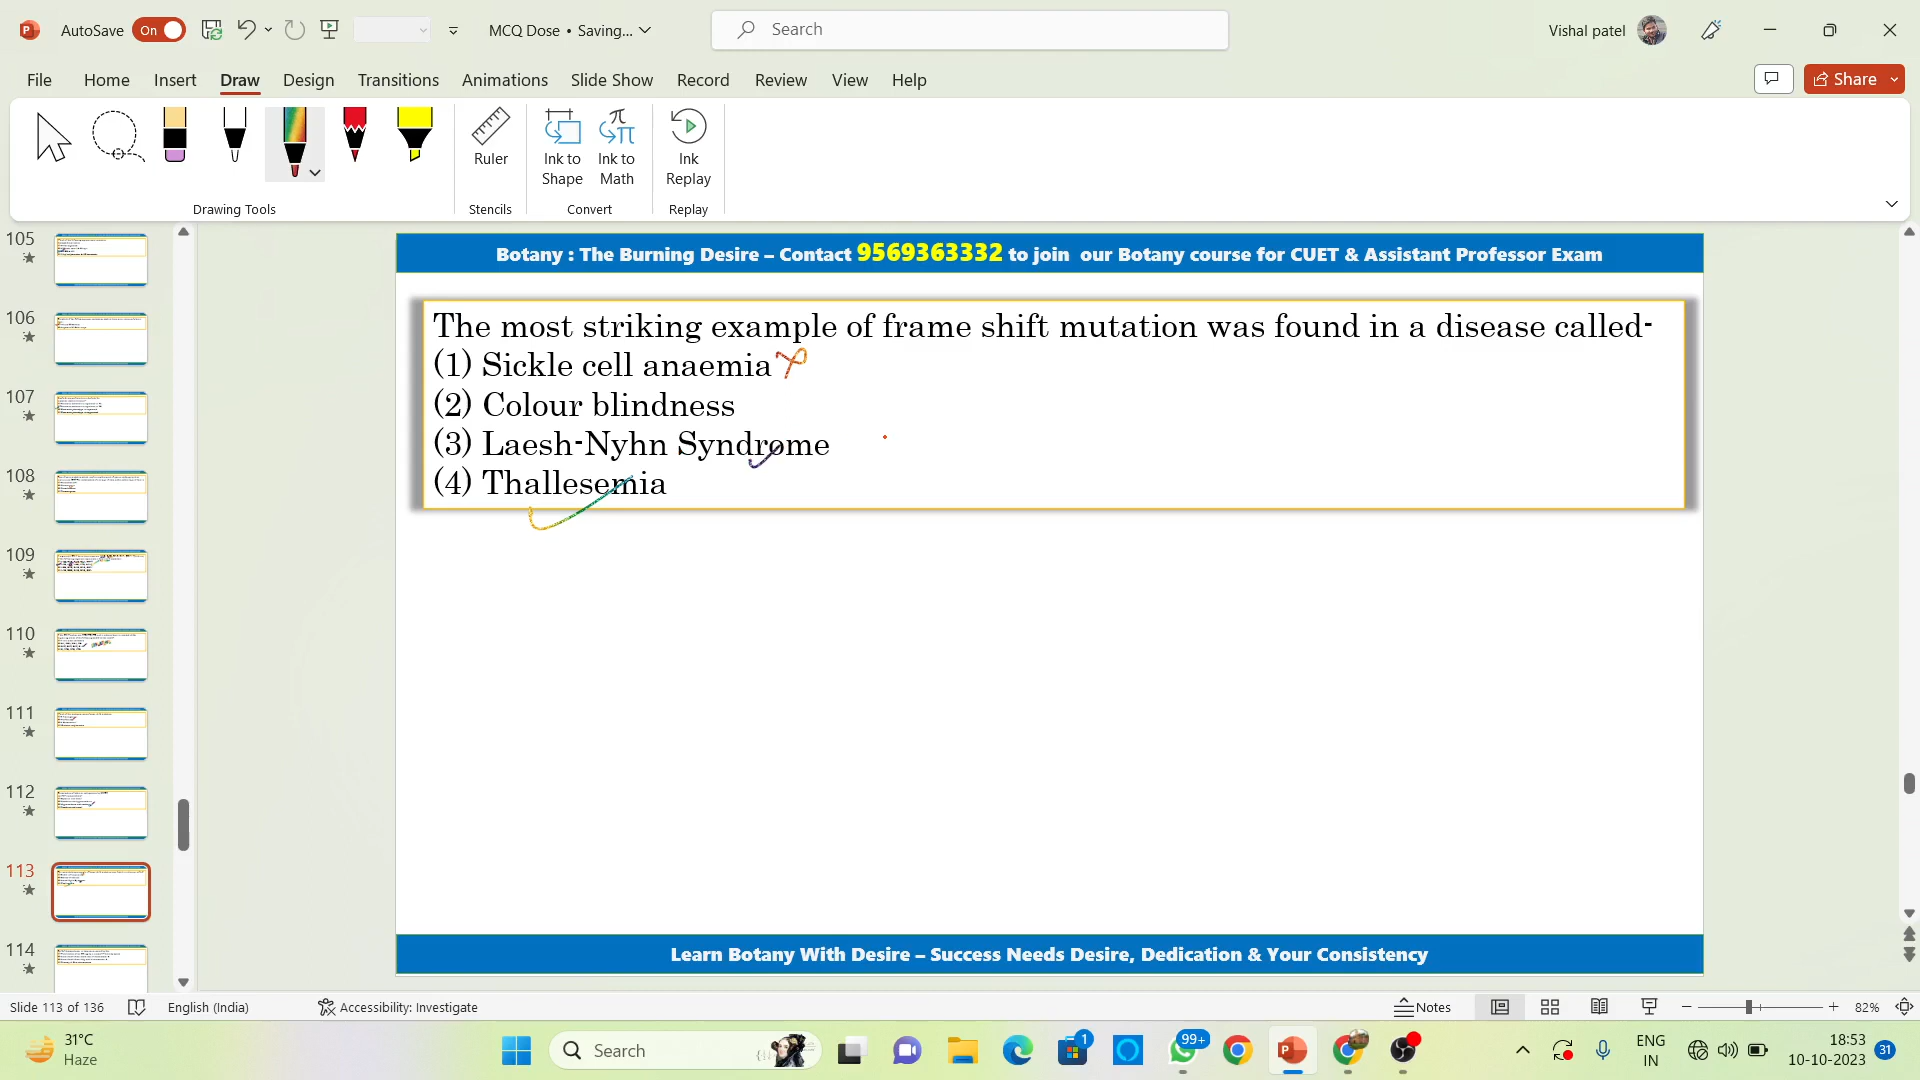 AutoSave On MCQ Dose • Saving... Search Vishal patel
File Home Insert Draw Design Transitions Animations Slide Show Record Review View Help Share
Ruler Ink to Shape Ink to Math Ink Replay
Drawing Tools Stencils Convert Replay
105
106
107
108
109
110
111
112
113
114
Botany : The Burning Desire – Contact 9569363332 to join our Botany course for CUET & Assistant Professor Exam
The most striking example of frame shift mutation was found in a disease called-
(1) Sickle cell anaemia
(2) Colour blindness
(3) Laesh-Nyhn Syndrome
(4) Thallesemia
Learn Botany With Desire – Success Needs Desire, Dedication & Your Consistency
Slide 113 of 136 English (India) Accessibility: Investigate Notes 82%
31°C
Haze
Search
1
99+
ENG
IN
18:53
10-10-2023
31